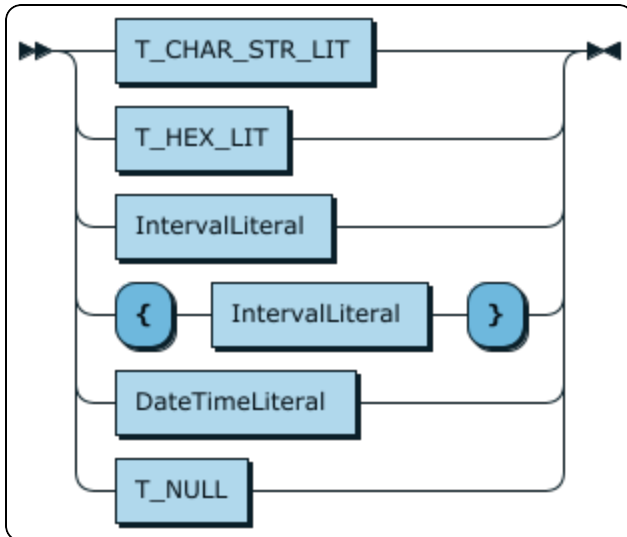 T_CHAR_STR_LIT
T_HEX_LIT
IntervalLiteral
{ IntervalLiteral }
DateTimeLiteral
T_NULL